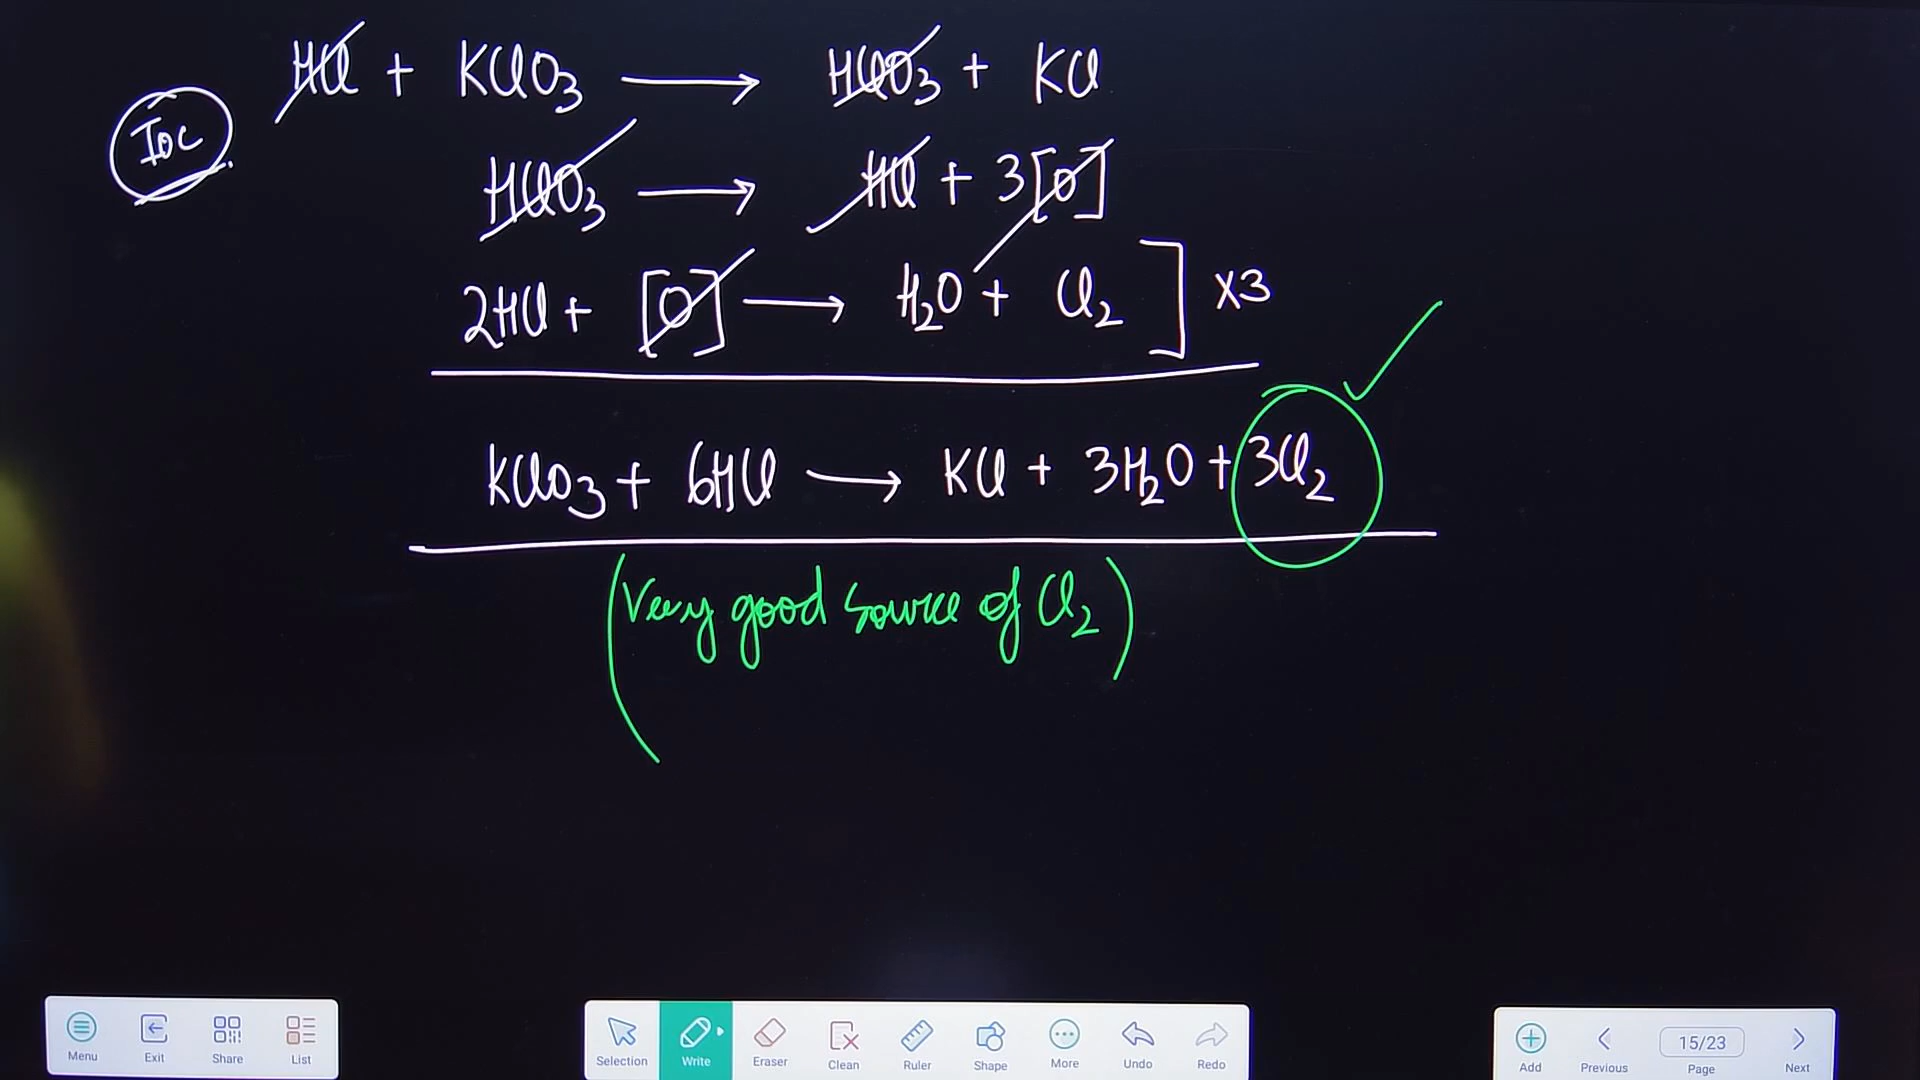 HCl + KClO3 ⟶ HClO3 + KCl
IOC
HClO3 ⟶ HCl + 3[O]
2HCl + [O] ⟶ H2O + Cl2 ] X3
KClO3 + 6HCl ⟶ KCl + 3H2O + 3Cl2
(Very good source of Cl2)
Menu Exit Share List
Selection Write Eraser Clean Ruler Shape More Undo Redo
Add Previous 15/23 Page Next